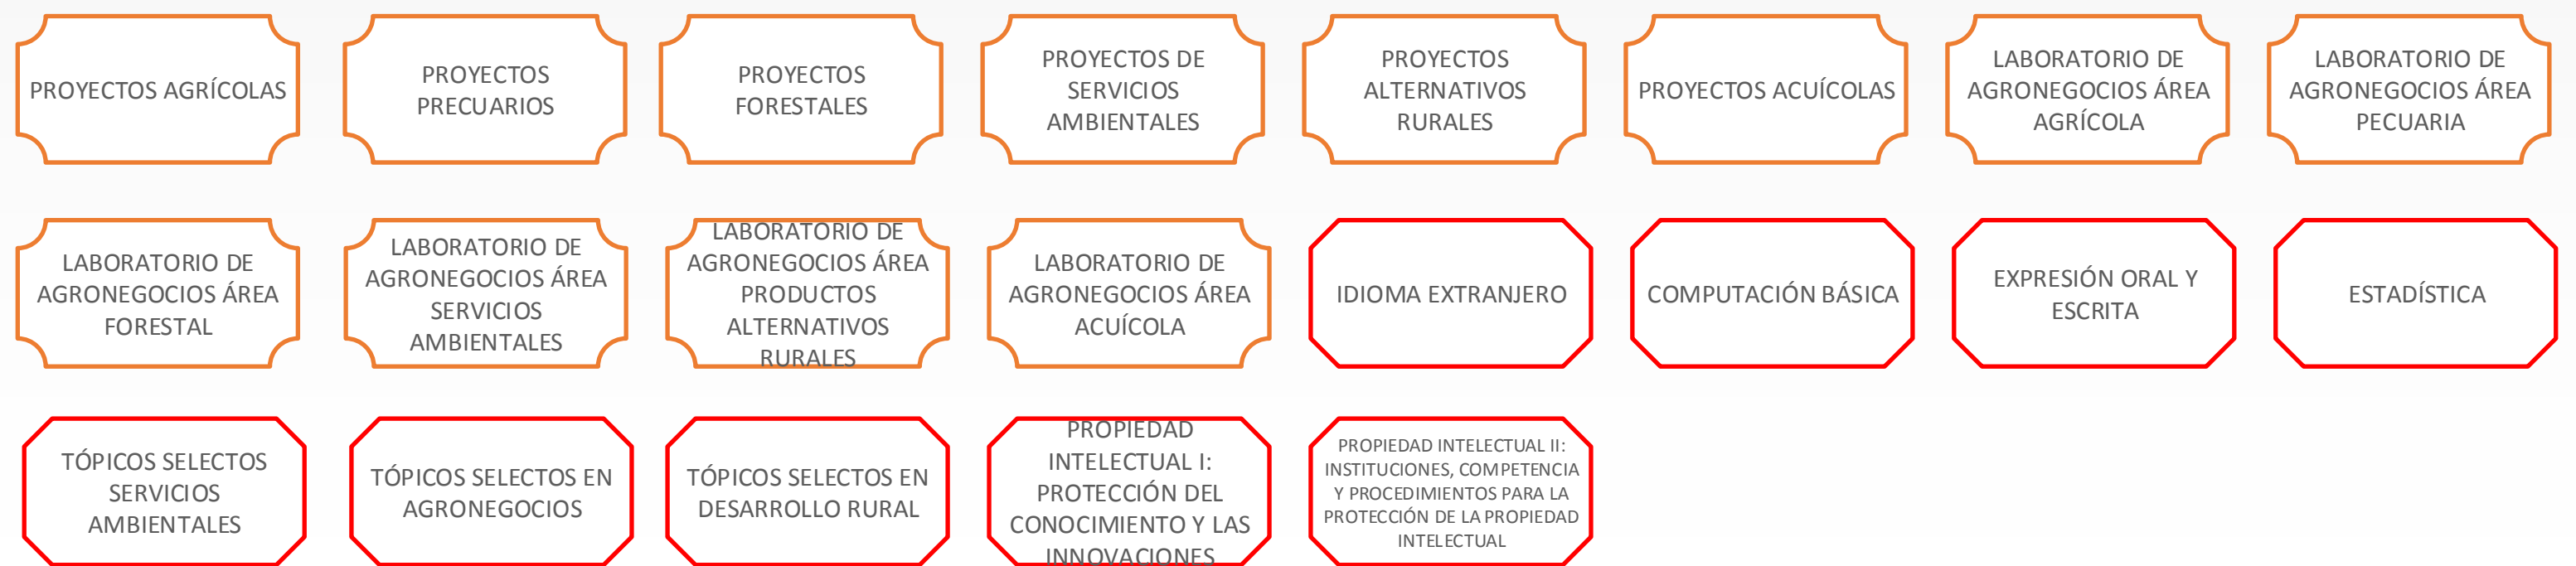 PROYECTOS AGRÍCOLAS
PROYECTOS
PRECUARIOS
PROYECTOS
FORESTALES
PROYECTOS DE
SERVICIOS
AMBIENTALES
PROYECTOS
ALTERNATIVOS
RURALES
PROYECTOS ACUÍCOLAS
LABORATORIO DE
AGRONEGOCIOS ÁREA
AGRÍCOLA
LABORATORIO DE
AGRONEGOCIOS ÁREA
PECUARIA
LABORATORIO DE
AGRONEGOCIOS ÁREA
FORESTAL
LABORATORIO DE
AGRONEGOCIOS ÁREA
SERVICIOS
AMBIENTALES
LABORATORIO DE
AGRONEGOCIOS ÁREA
PRODUCTOS
ALTERNATIVOS
RURALES
LABORATORIO DE
AGRONEGOCIOS ÁREA
ACUÍCOLA
IDIOMA EXTRANJERO
COMPUTACIÓN BÁSICA
EXPRESIÓN ORAL Y
ESCRITA
ESTADÍSTICA
TÓPICOS SELECTOS
SERVICIOS
AMBIENTALES
TÓPICOS SELECTOS EN
AGRONEGOCIOS
TÓPICOS SELECTOS EN
DESARROLLO RURAL
PROPIEDAD
INTELECTUAL I:
PROTECCIÓN DEL
CONOCIMIENTO Y LAS
INNOVACIONES
PROPIEDAD INTELECTUAL II:
INSTITUCIONES, COMPETENCIA
Y PROCEDIMIENTOS PARA LA
PROTECCIÓN DE LA PROPIEDAD
INTELECTUAL